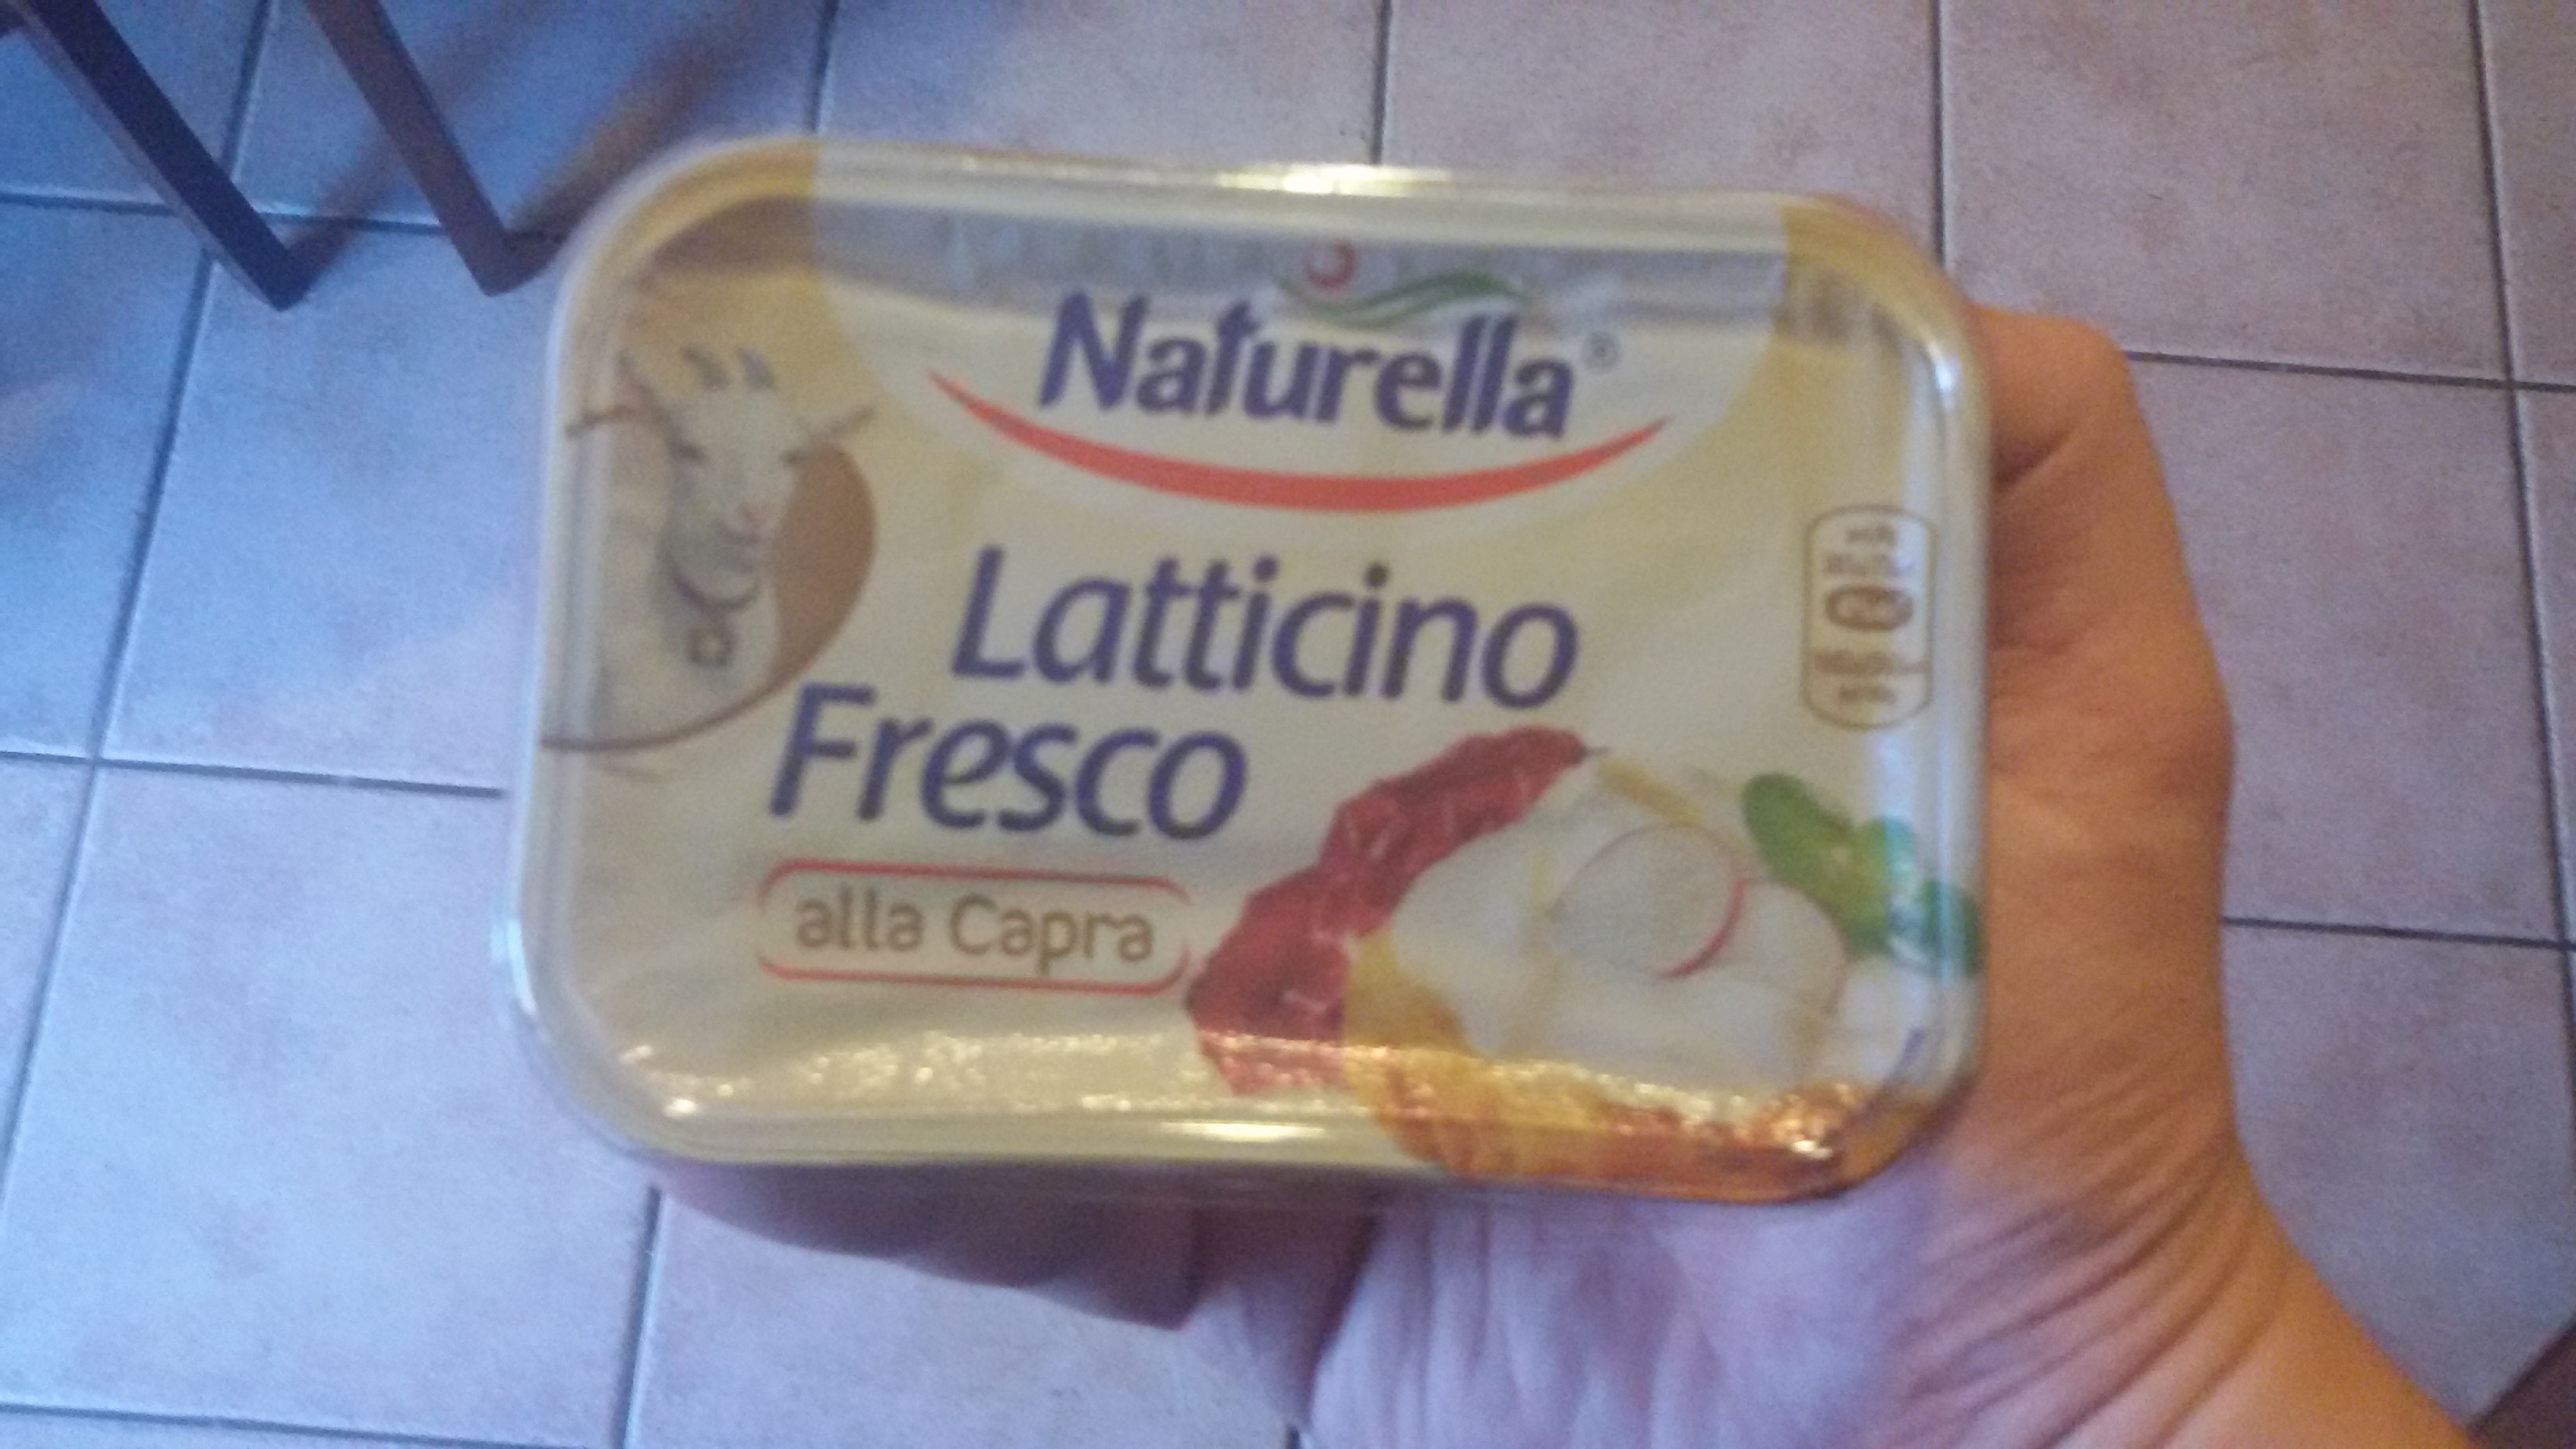 Naturella®
Latticino
Fresco
alla Capra